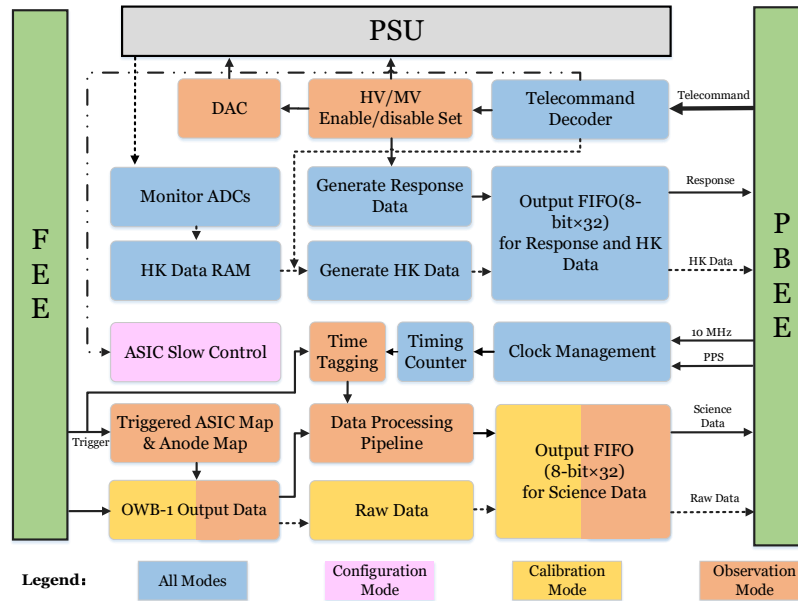 PSU
DAC
HV/MV
Enable/disable Set
Telecommand
Decoder
Telecommand
Monitor ADCs
Generate Response
Data
Output FIFO(8-
bit×32)
for Response and HK
Data
Response
HK Data RAM
Generate HK Data
HK Data
F
E
E
P
B
E
E
ASIC Slow Control
Time
Tagging
Timing
Counter
Clock Management
10 MHz
PPS
Trigger
Triggered ASIC Map
& Anode Map
Data Processing
Pipeline
Output FIFO
(8-bit×32)
for Science Data
Science
Data
OWB-1 Output Data
Raw Data
Raw Data
Legend：
All Modes
Configuration
Mode
Calibration
Mode
Observation
Mode